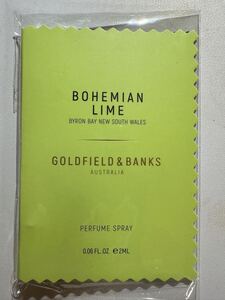 BOHEMIAN
LIME
BYRON BAY NEW SOUTH WALES
GOLDFIELD & BANKS
AUSTRALIA
PERFUME SPRAY
0.06 FL.OZ. ℮2ML